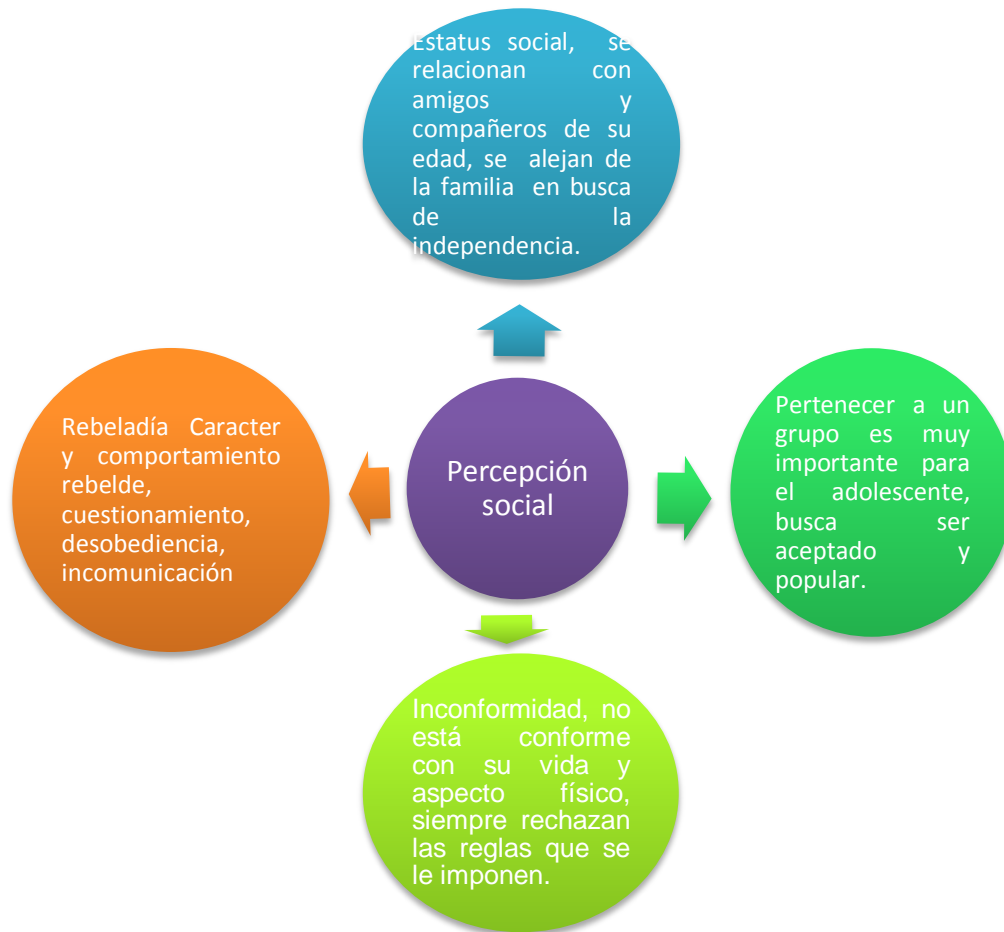 Estatus social, se
relacionan con
amigos y
compañeros de su
edad, se alejan de
la familia en busca
de la
independencia.
Rebeladía Caracter
y comportamiento
rebelde,
cuestionamiento,
desobediencia,
incomunicación
Percepción
social
Pertenecer a un
grupo es muy
importante para
el adolescente,
busca ser
aceptado y
popular.
Inconformidad, no
está conforme
con su vida y
aspecto físico,
siempre rechazan
las reglas que se
le imponen.